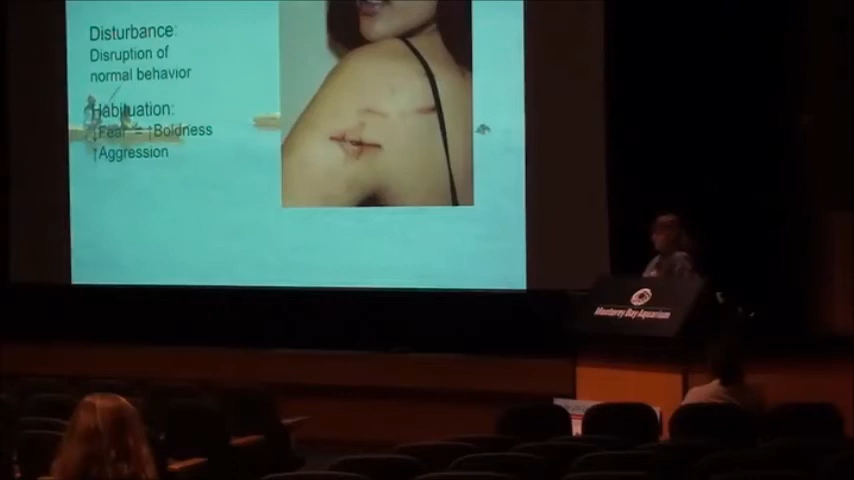 Disturbance:
Disruption of
normal behavior
Habituation:
↓Fear = ↑Boldness
↑Aggression
Monterey Bay Aquarium